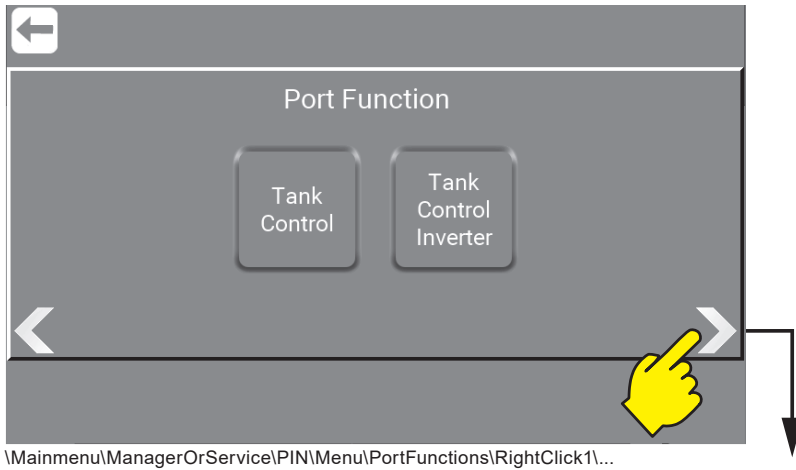 Port Function
Tank
Control
Tank
Control
Inverter
\Mainmenu\ManagerOrService\PIN\Menu\PortFunctions\RightClick1\...